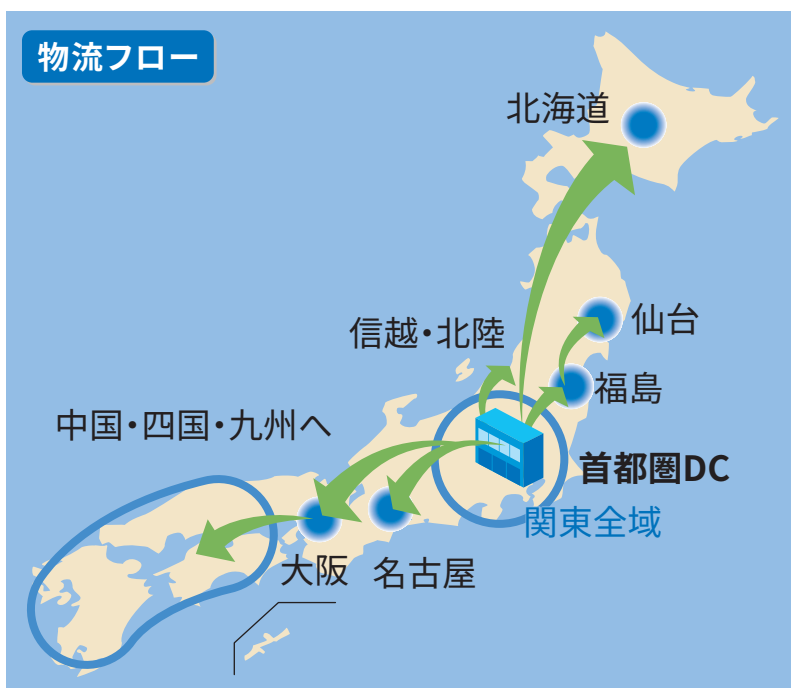 物流フロー
北海道
仙台
信越・北陸
福島
中国・四国・九州へ
首都圏DC
関東全域
大阪
名古屋